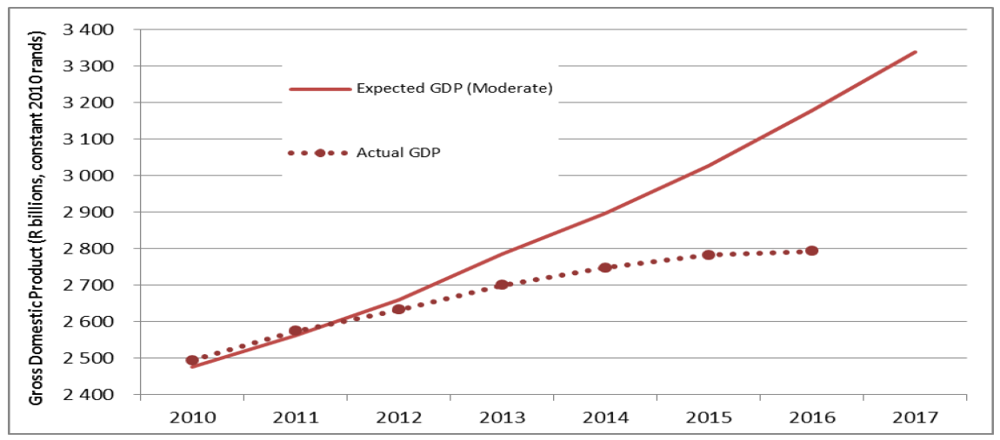 Gross Domestic Product (R billions, constant 2010 rands)
3 400
3 300
3 200
3 100
3 000
2 900
2 800
2 700
2 600
2 500
2 400
Expected GDP (Moderate)
Actual GDP
2010 2011 2012 2013 2014 2015 2016 2017